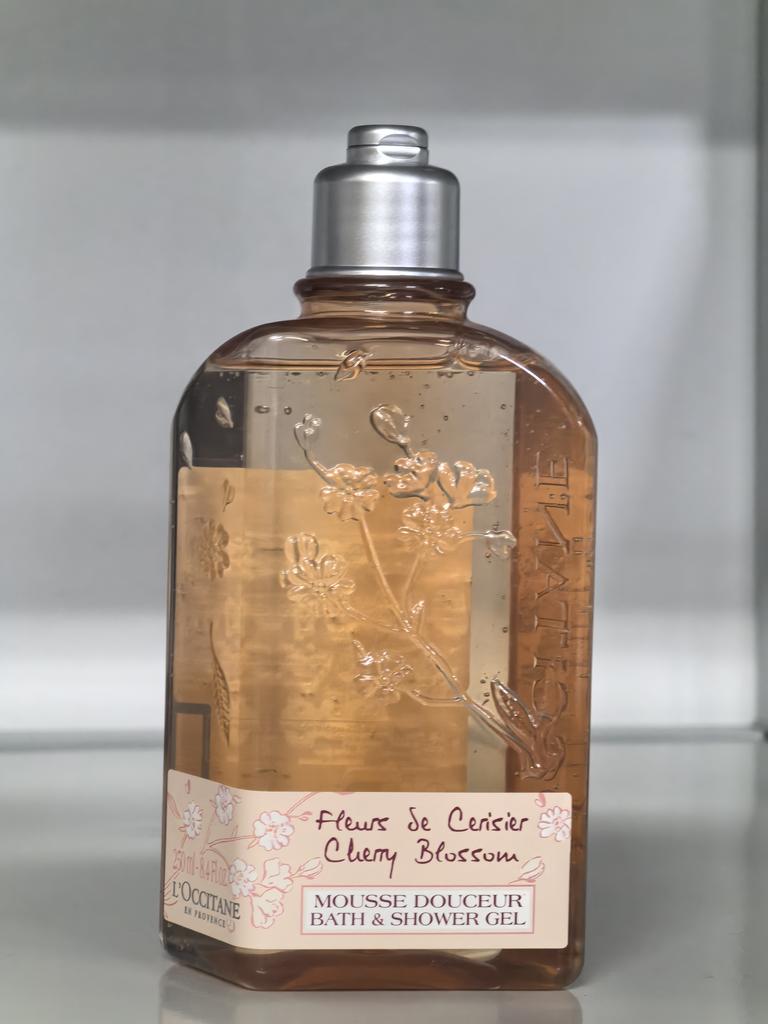 Fleurs de Cerisier
Cherry Blossom
MOUSSE DOUCEUR
BATH & SHOWER GEL
250 ml - 8.4 Fl.oz
L'OCCITANE
EN PROVENCE